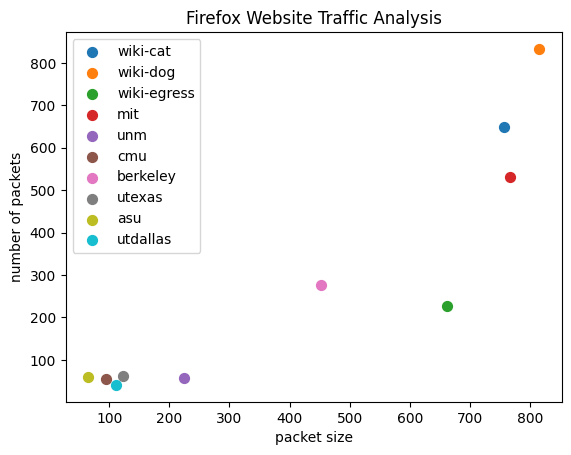 Firefox Website Traffic Analysis
wiki-cat
wiki-dog
wiki-egress
mit
unm
cmu
berkeley
utexas
asu
utdallas
number of packets
800
700
600
500
400
300
200
100
100 200 300 400 500 600 700 800
packet size